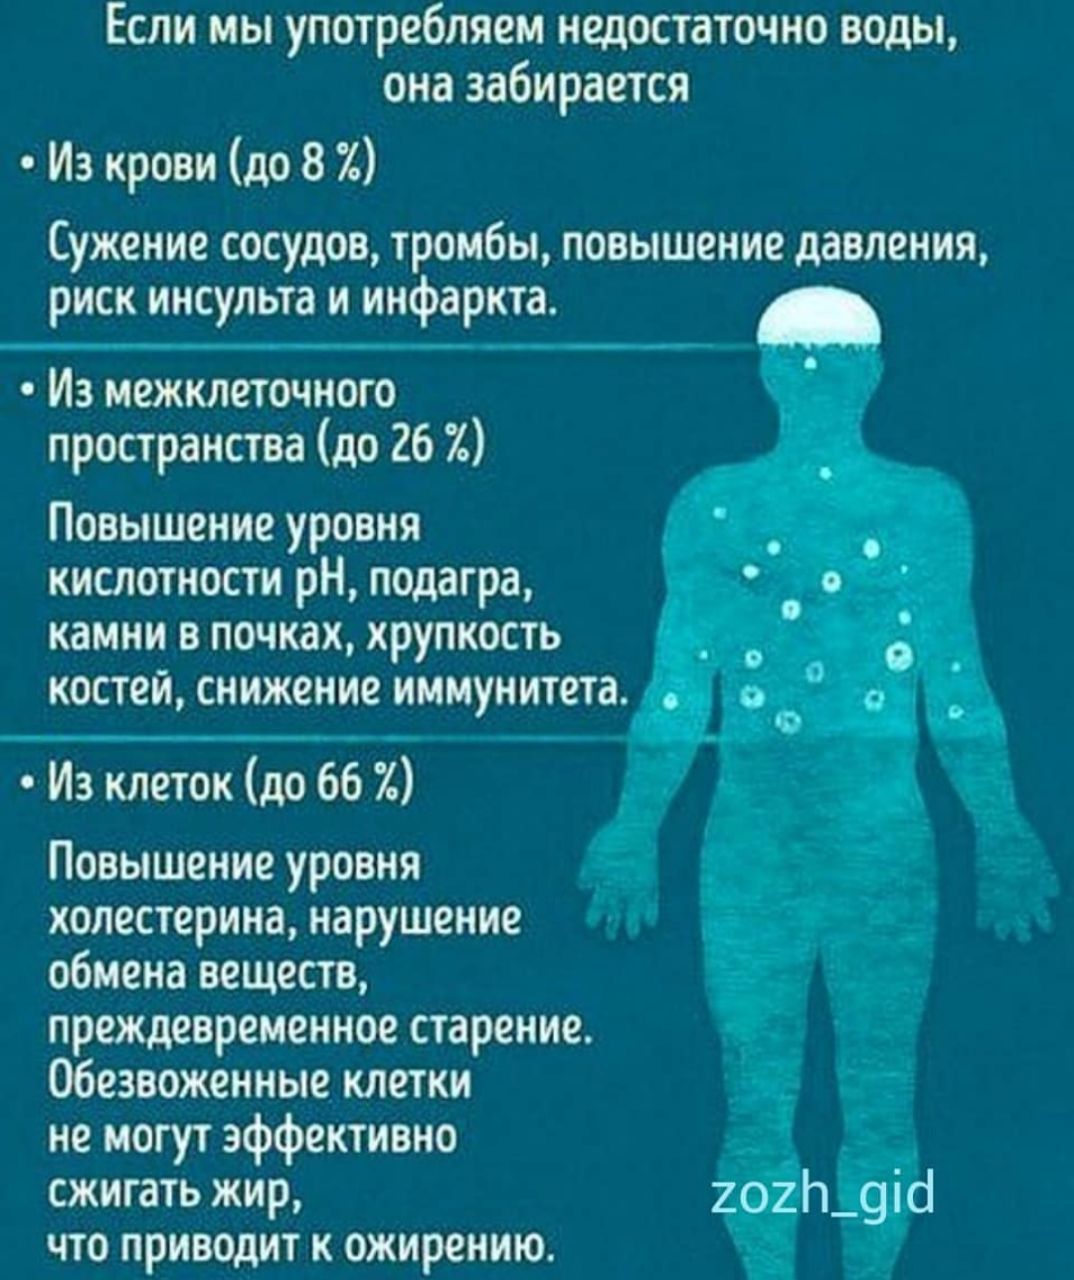 Если мы употребляем недостаточно воды,
она забирается
• Из крови (до 8 %)
Сужение сосудов, тромбы, повышение давления,
риск инсульта и инфаркта.
• Из межклеточного
пространства (до 26 %)
Повышение уровня
кислотности pH, подагра,
камни в почках, хрупкость
костей, снижение иммунитета.
• Из клеток (до 66 %)
Повышение уровня
холестерина, нарушение
обмена веществ,
преждевременное старение.
Обезвоженные клетки
не могут эффективно
сжигать жир,
что приводит к ожирению.
zozh_gid